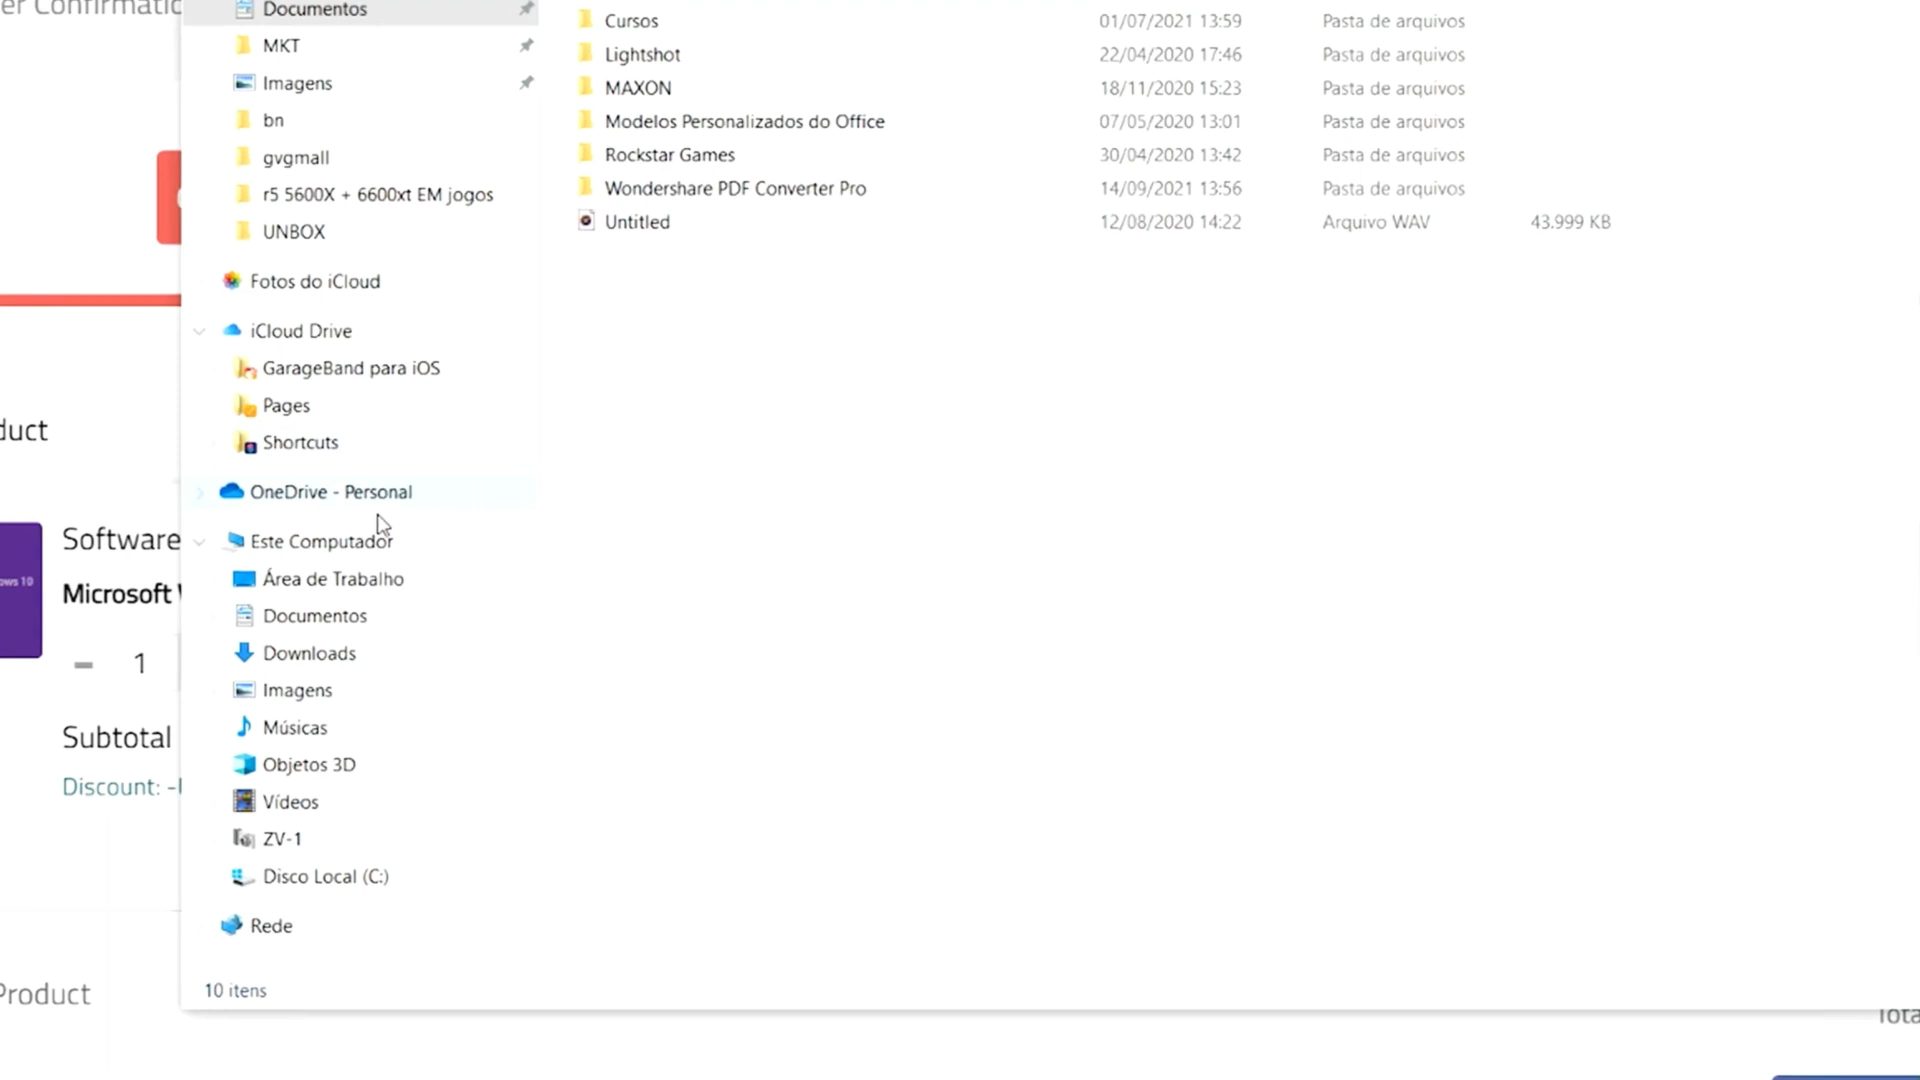 er Confirmatic
Documentos
MKT
Imagens
bn
gvgmall
r5 5600X + 6600xt EM jogos
UNBOX
Fotos do iCloud
iCloud Drive
GarageBand para iOS
Pages
Shortcuts
OneDrive - Personal
Este Computador
Área de Trabalho
Documentos
Downloads
Imagens
Músicas
Objetos 3D
Vídeos
ZV-1
Disco Local (C:)
Rede
10 itens
Cursos 01/07/2021 13:59 Pasta de arquivos
Lightshot 22/04/2020 17:46 Pasta de arquivos
MAXON 18/11/2020 15:23 Pasta de arquivos
Modelos Personalizados do Office 07/05/2020 13:01 Pasta de arquivos
Rockstar Games 30/04/2020 13:42 Pasta de arquivos
Wondershare PDF Converter Pro 14/09/2021 13:56 Pasta de arquivos
Untitled 12/08/2020 14:22 Arquivo WAV 43.999 KB
duct
Software
ows 10
Microsoft
1
Subtotal
Discount: -
Product
Tota